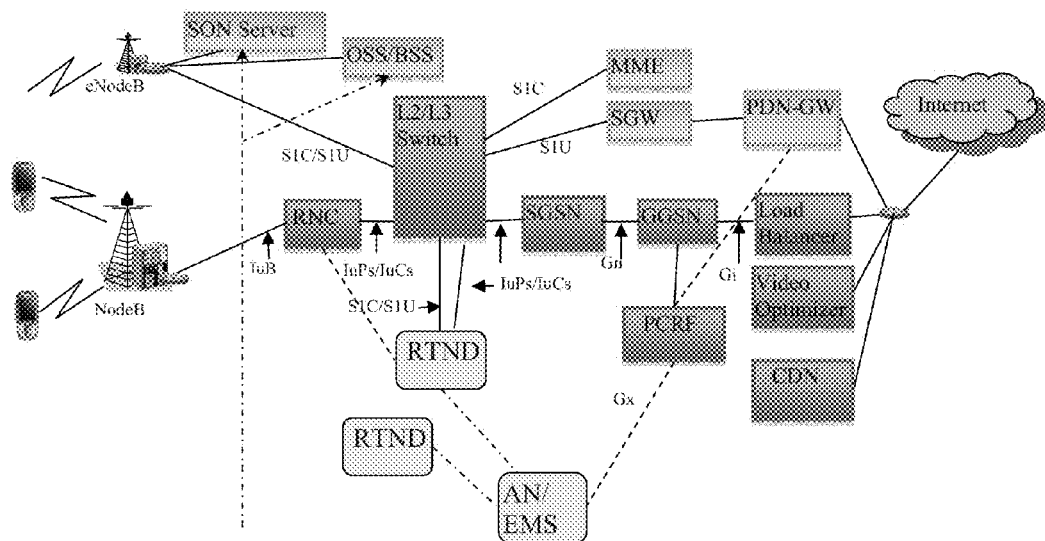 SON Server
OSS/BSS
eNodeB
MME
S1C
L2/L3
Switch
SGW
PDN-GW
Internet
S1U
S1C/S1U
RNC
SGSN
GGSN
Load
IuB
IuPs/IuCs
Gn
Gi
IuPs/IuCs
S1C/S1U
NodeB
Video
Optimizer
PCRF
RTND
CDN
Gx
RTND
AN/
EMS